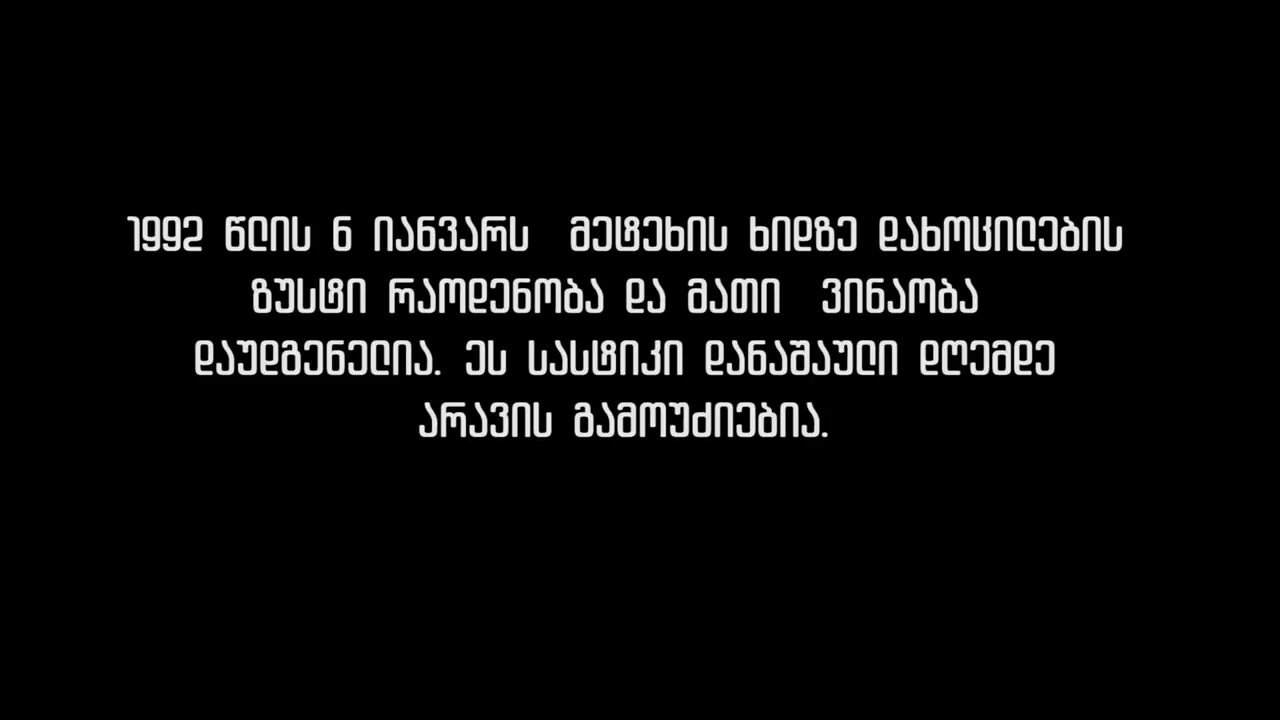 1992 წლის 6 იანვარს მეტეხის ხიდზე დახოცილების
ზუსტი რაოდენობა და მათი ვინაობა
დაუდგენელია. ეს სასტიკი დანაშაული დღემდე
არავის გამოუძიებია.